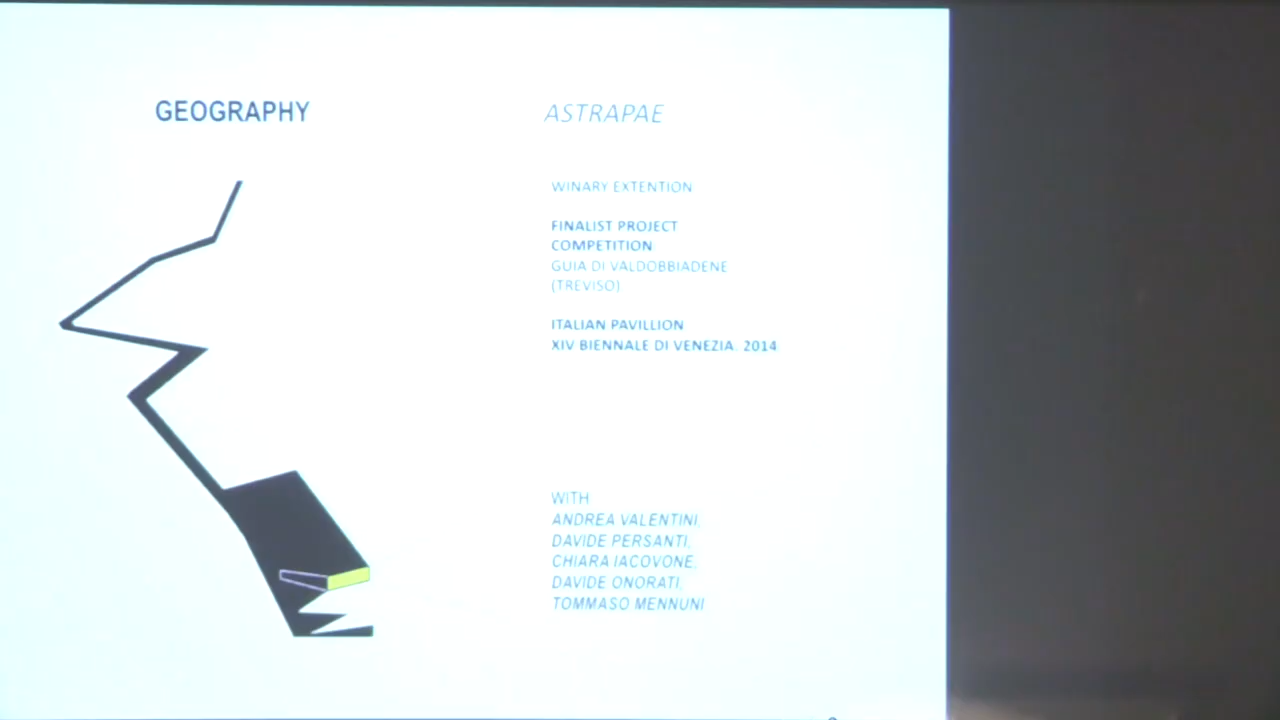 GEOGRAPHY
ASTRAPAE
WINARY EXTENTION
FINALIST PROJECT
COMPETITION
GUIA DI VALDOBBIADENE
(TREVISO)
ITALIAN PAVILLION
XIV BIENNALE DI VENEZIA. 2014
WITH
ANDREA VALENTINI,
DAVIDE PERSANTI,
CHIARA IACOVONE,
DAVIDE ONORATI,
TOMMASO MENNUNI